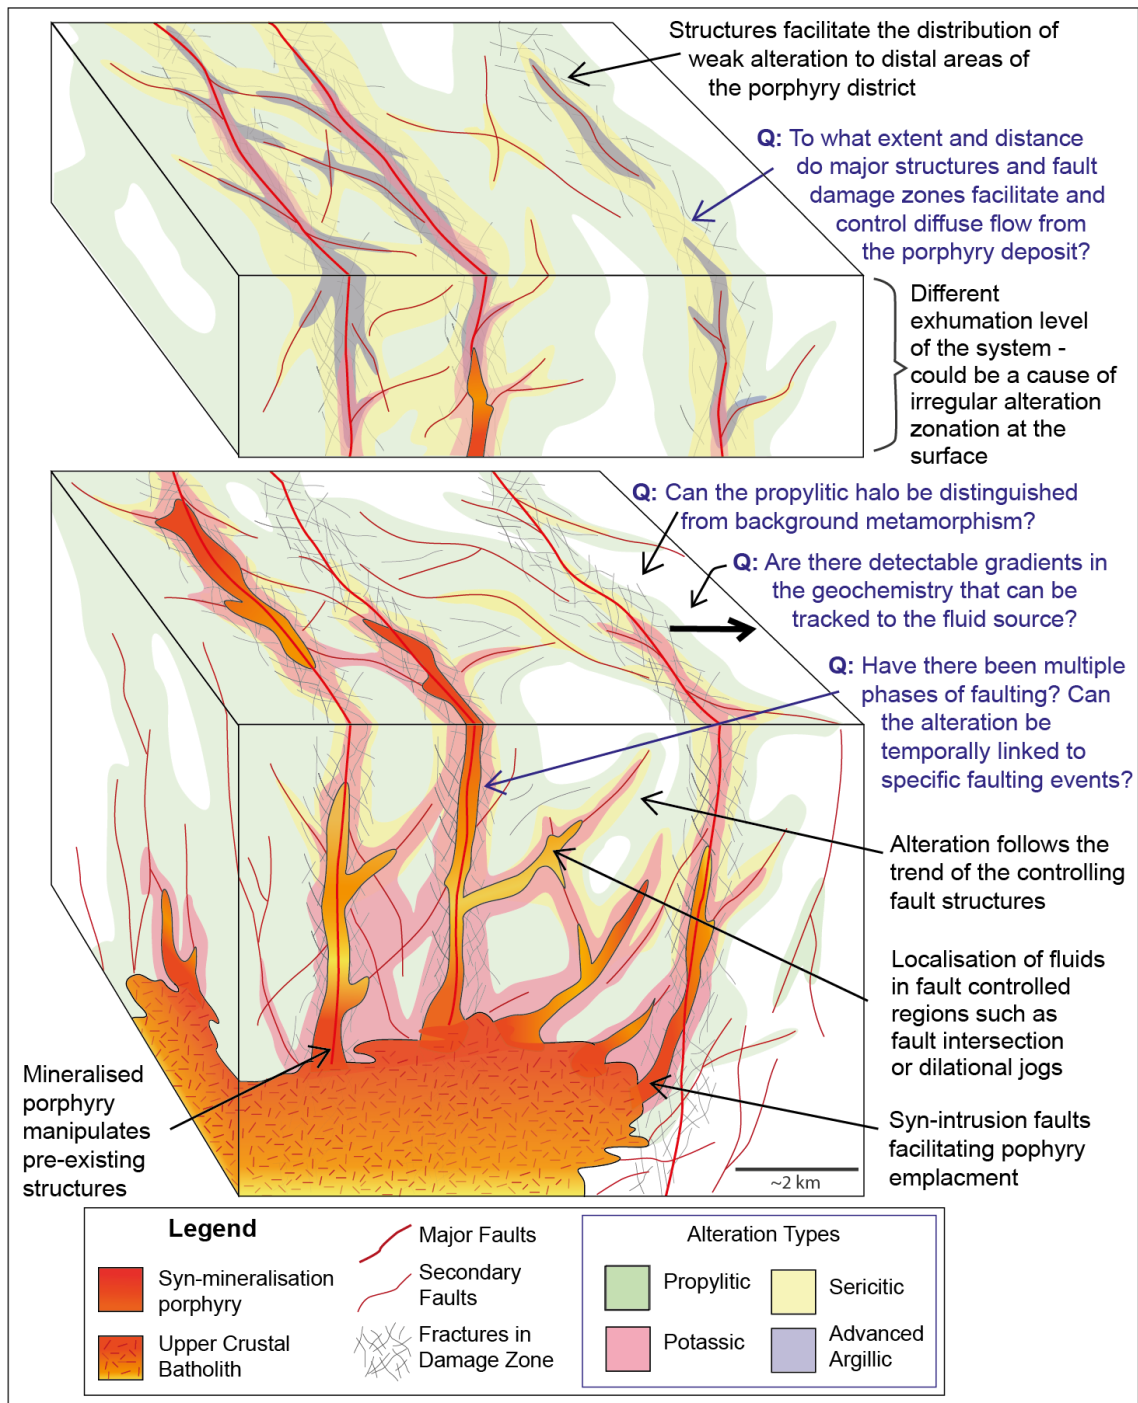 Structures facilitate the distribution of
weak alteration to distal areas of
the porphyry district
Q: To what extent and distance
do major structures and fault
damage zones facilitate and
control diffuse flow from
the porphyry deposit?
Different
exhumation level
of the system -
could be a cause of
irregular alteration
zonation at the
surface
Q: Can the propylitic halo be distinguished
from background metamorphism?
Q: Are there detectable gradients in
the geochemistry that can be
tracked to the fluid source?
Q: Have there been multiple
phases of faulting? Can
the alteration be
temporally linked to
specific faulting events?
Alteration follows the
trend of the controlling
fault structures
Localisation of fluids
in fault controlled
regions such as
fault intersection
or dilational jogs
Mineralised
porphyry
manipulates
pre-existing
structures
Syn-intrusion faults
facilitating pophyry
emplacment
~2 km
Legend
Syn-mineralisation
porphyry
Upper Crustal
Batholith
Major Faults
Secondary
Faults
Fractures in
Damage Zone
Alteration Types
Propylitic
Sericitic
Potassic
Advanced
Argillic